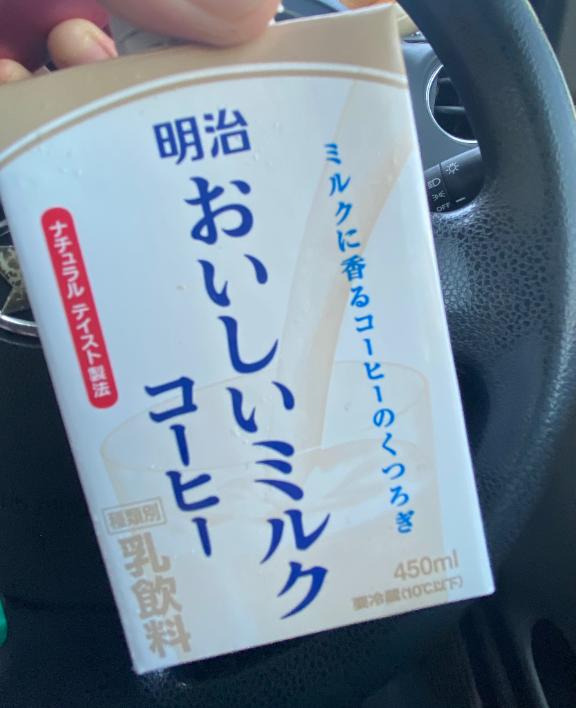 明治
おいしいミルク
コーヒー
ミルクに香るコーヒーのくつろぎ
ナチュラル テイスト製法
種類別
乳飲料
450ml
要冷蔵(10℃以下)
OFF